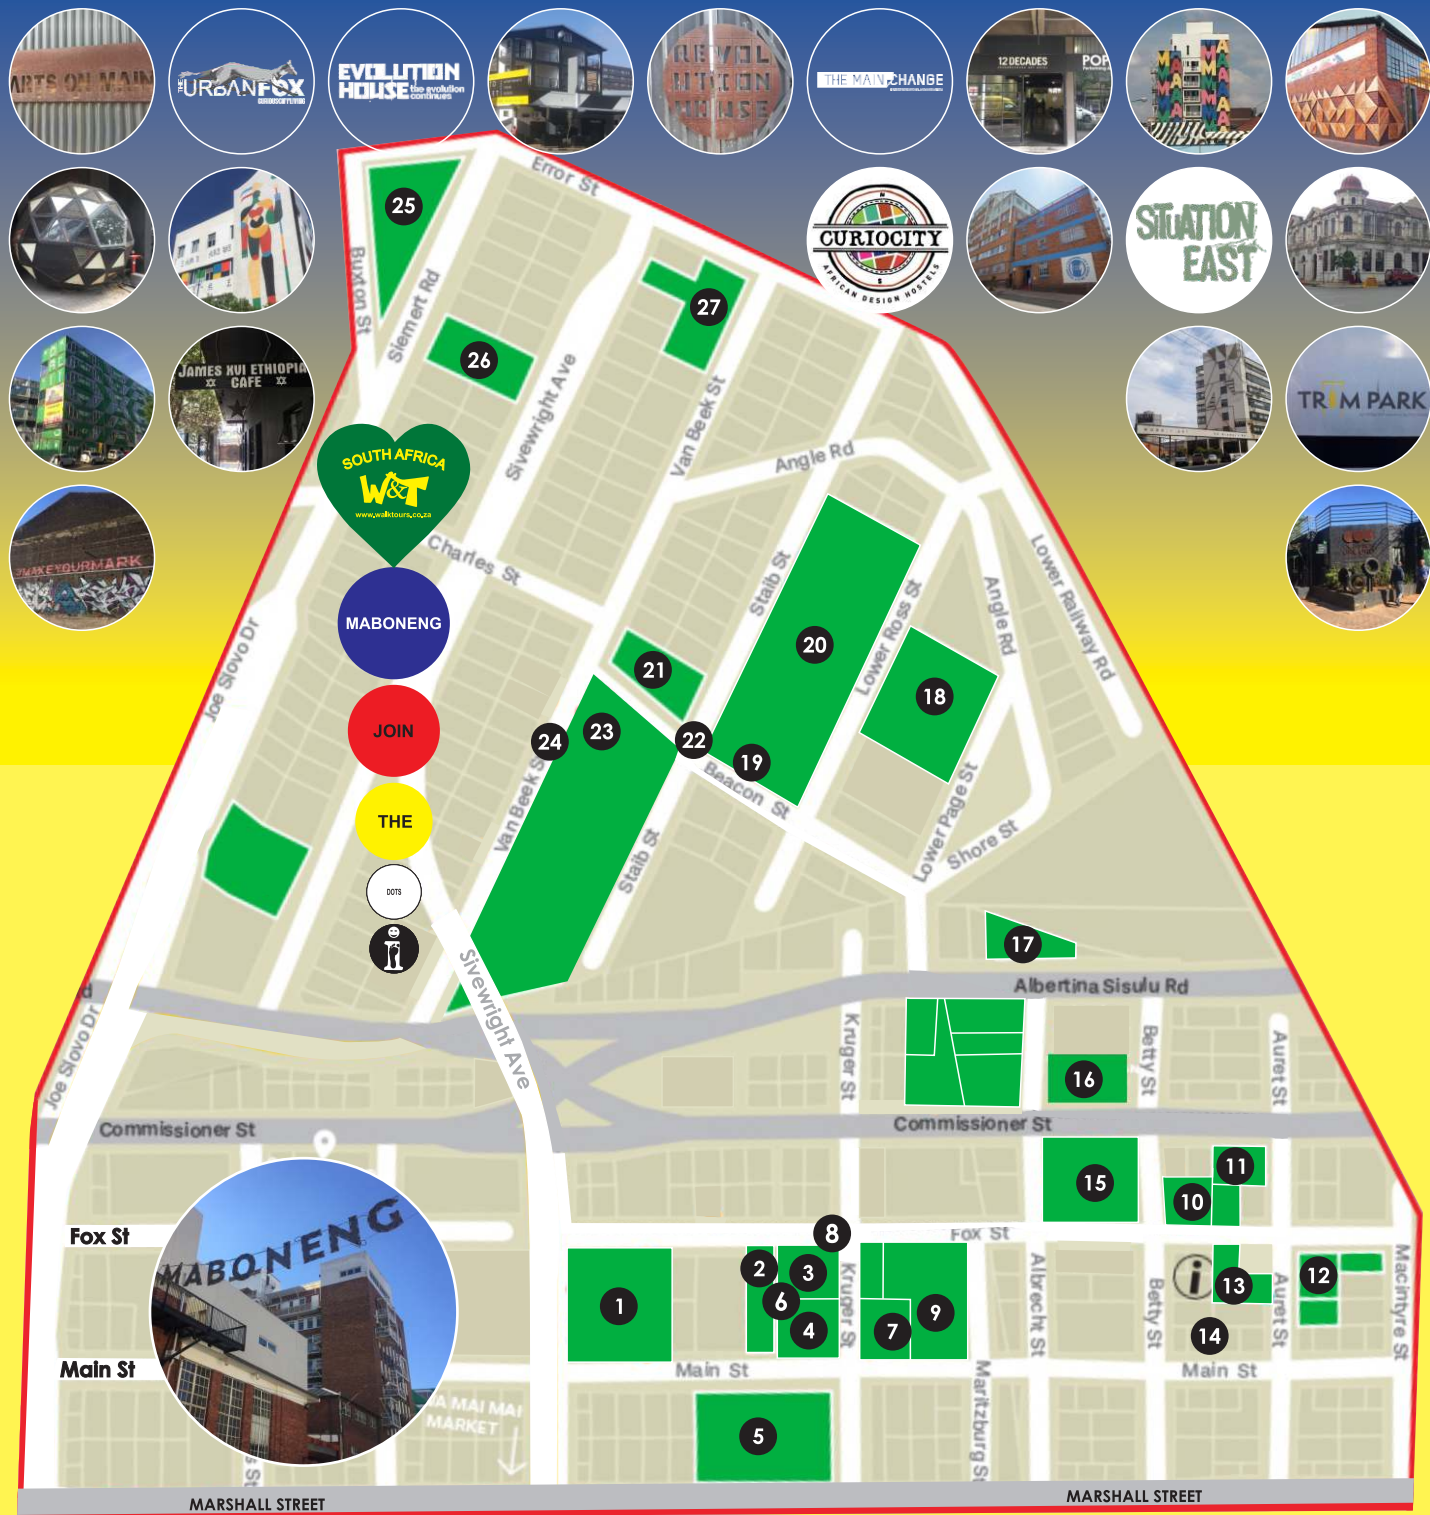 ARTS ON MAIN
THE
URBANFOX
EVOLUTION
HOUSE the evolution
continues
REVOL
UTION
HOUSE
THE MAIN CHANGE
12 DECADES
POP
CURIOCITY
AFRICAN DESIGN HOSTELS
SITUATION
EAST
JAMES XVI ETHIOPIA
CAFE
TRIM PARK
#MAKEYOURMARK
Error St
25
Buxton St
Siemert Rd
27
26
Sivewright Ave
Van Beek St
Angle Rd
SOUTH AFRICA
W&T
www.walktours.co.za
Charles St
Staib St
Lower Ross St
Angle Rd
Lower Railway Rd
MABONENG
Joe Slovo Dr
20
21
18
JOIN
24
23
22
19
Van Beek S
Beacon St
Lower Page St
THE
Staib St
Shore St
DOTS
17
Sivewright Ave
d
Albertina Sisulu Rd
Joe Slovo Dr
Kruger St
Betty St
Auret St
16
Commissioner St
Commissioner St
11
15
10
Fox St
8
Fox St
MABONENG
2
3
Kruger St
Albrecht St
Betty St
i
13
Auret St
12
Macintyre St
1
6
4
7
9
14
Main St
Main St
Main St
Maritzburg St
A MAI MAI
MARKET
5
s St
MARSHALL STREET
MARSHALL STREET